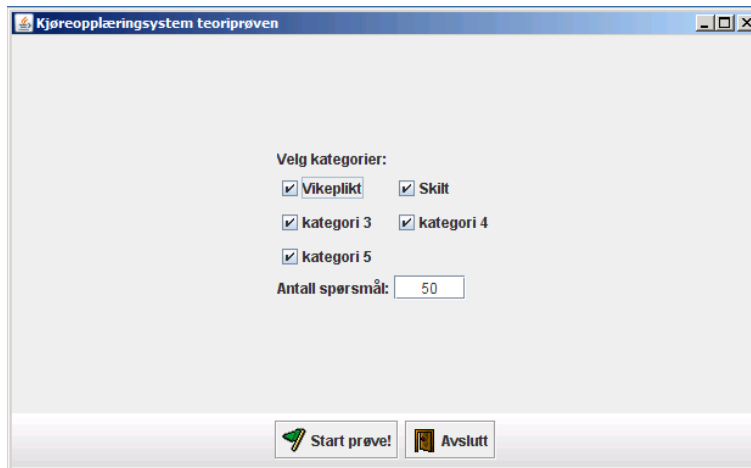 Kjøreopplæringsystem teoriprøven
Velg kategorier:
Vikeplikt Skilt
kategori 3 kategori 4
kategori 5
Antall spørsmål: 50
Start prøve! Avslutt